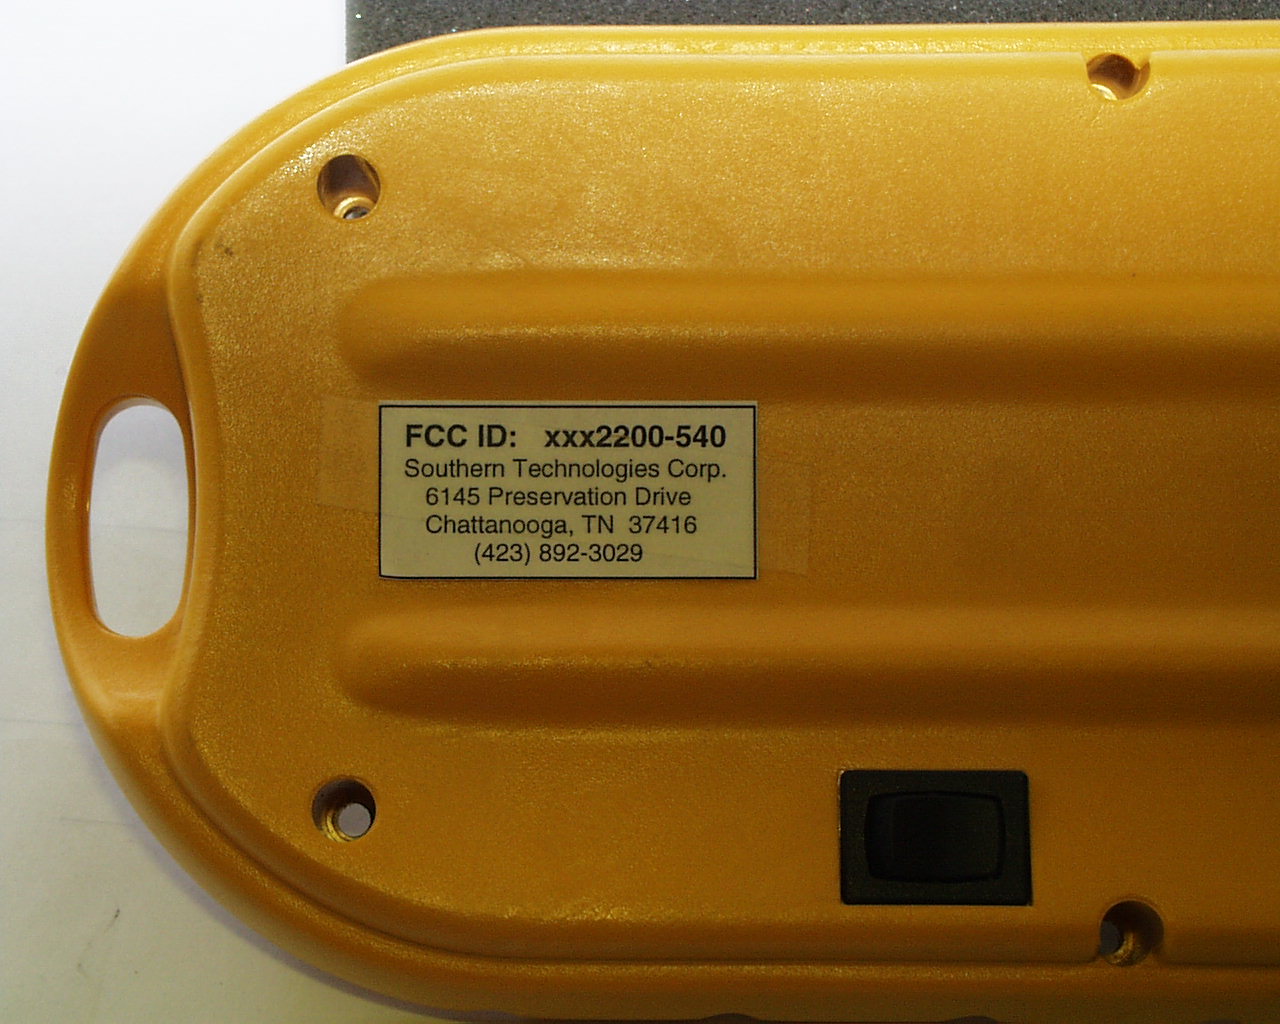 FCC ID: xxx2200-540
Southern Technologies Corp.
6145 Preservation Drive
Chattanooga, TN 37416
(423) 892-3029